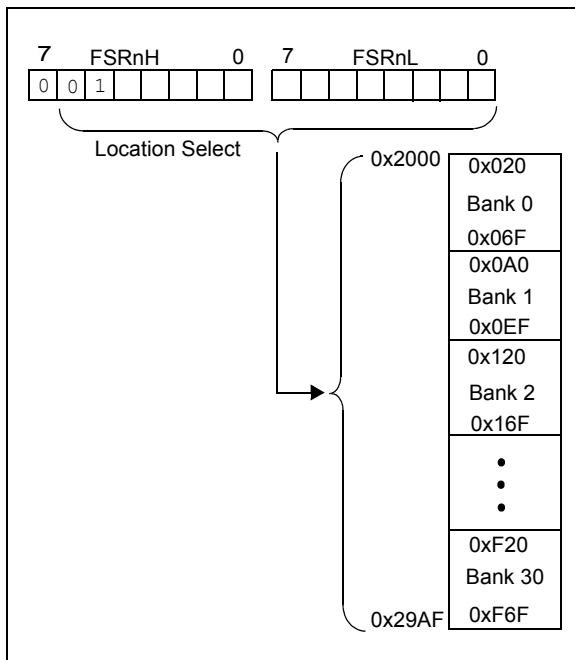 7 FSRnH 0 7 FSRnL 0
0 0 1
Location Select
0x2000
0x020
Bank 0
0x06F
0x0A0
Bank 1
0x0EF
0x120
Bank 2
0x16F
0xF20
Bank 30
0x29AF
0xF6F